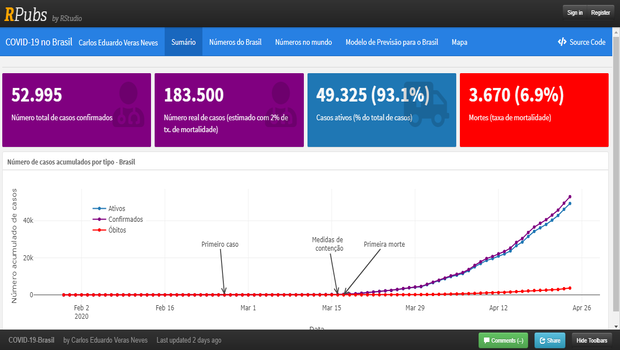 RPubs by RStudio
Sign in Register
COVID-19 no Brasil Carlos Eduardo Veras Neves Sumário Números do Brasil Números no mundo Modelo de Previsão para o Brasil Mapa Source Code
52.995
Número total de casos confirmados
183.500
Número real de casos (estimado com 2% de
tx. de mortalidade)
49.325 (93.1%)
Casos ativos (% do total de casos)
3.670 (6.9%)
Mortes (taxa de mortalidade)
Número de casos acumulados por tipo - Brasil
Número acumulado de casos
Ativos
Confirmados
Óbitos
40k
20k
0
Primeiro caso
Medidas de
contenção
Primeira morte
Feb 2
2020
Feb 16
Mar 1
Mar 15
Mar 29
Apr 12
Apr 26
Data
COVID-19-Brasil by Carlos Eduardo Veras Neves Last updated 2 days ago
Comments (–) Share Hide Toolbars